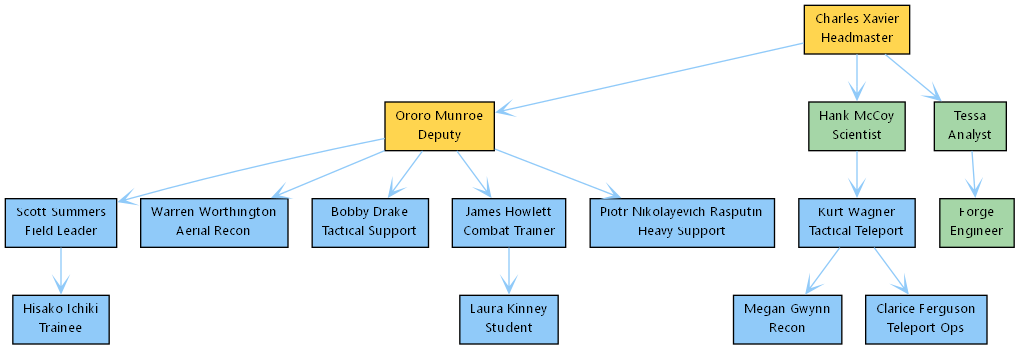 Charles Xavier
Headmaster
Ororo Munroe
Deputy
Hank McCoy
Scientist
Tessa
Analyst
Scott Summers
Field Leader
Warren Worthington
Aerial Recon
Bobby Drake
Tactical Support
James Howlett
Combat Trainer
Piotr Nikolayevich Rasputin
Heavy Support
Kurt Wagner
Tactical Teleport
Forge
Engineer
Hisako Ichiki
Trainee
Laura Kinney
Student
Megan Gwynn
Recon
Clarice Ferguson
Teleport Ops